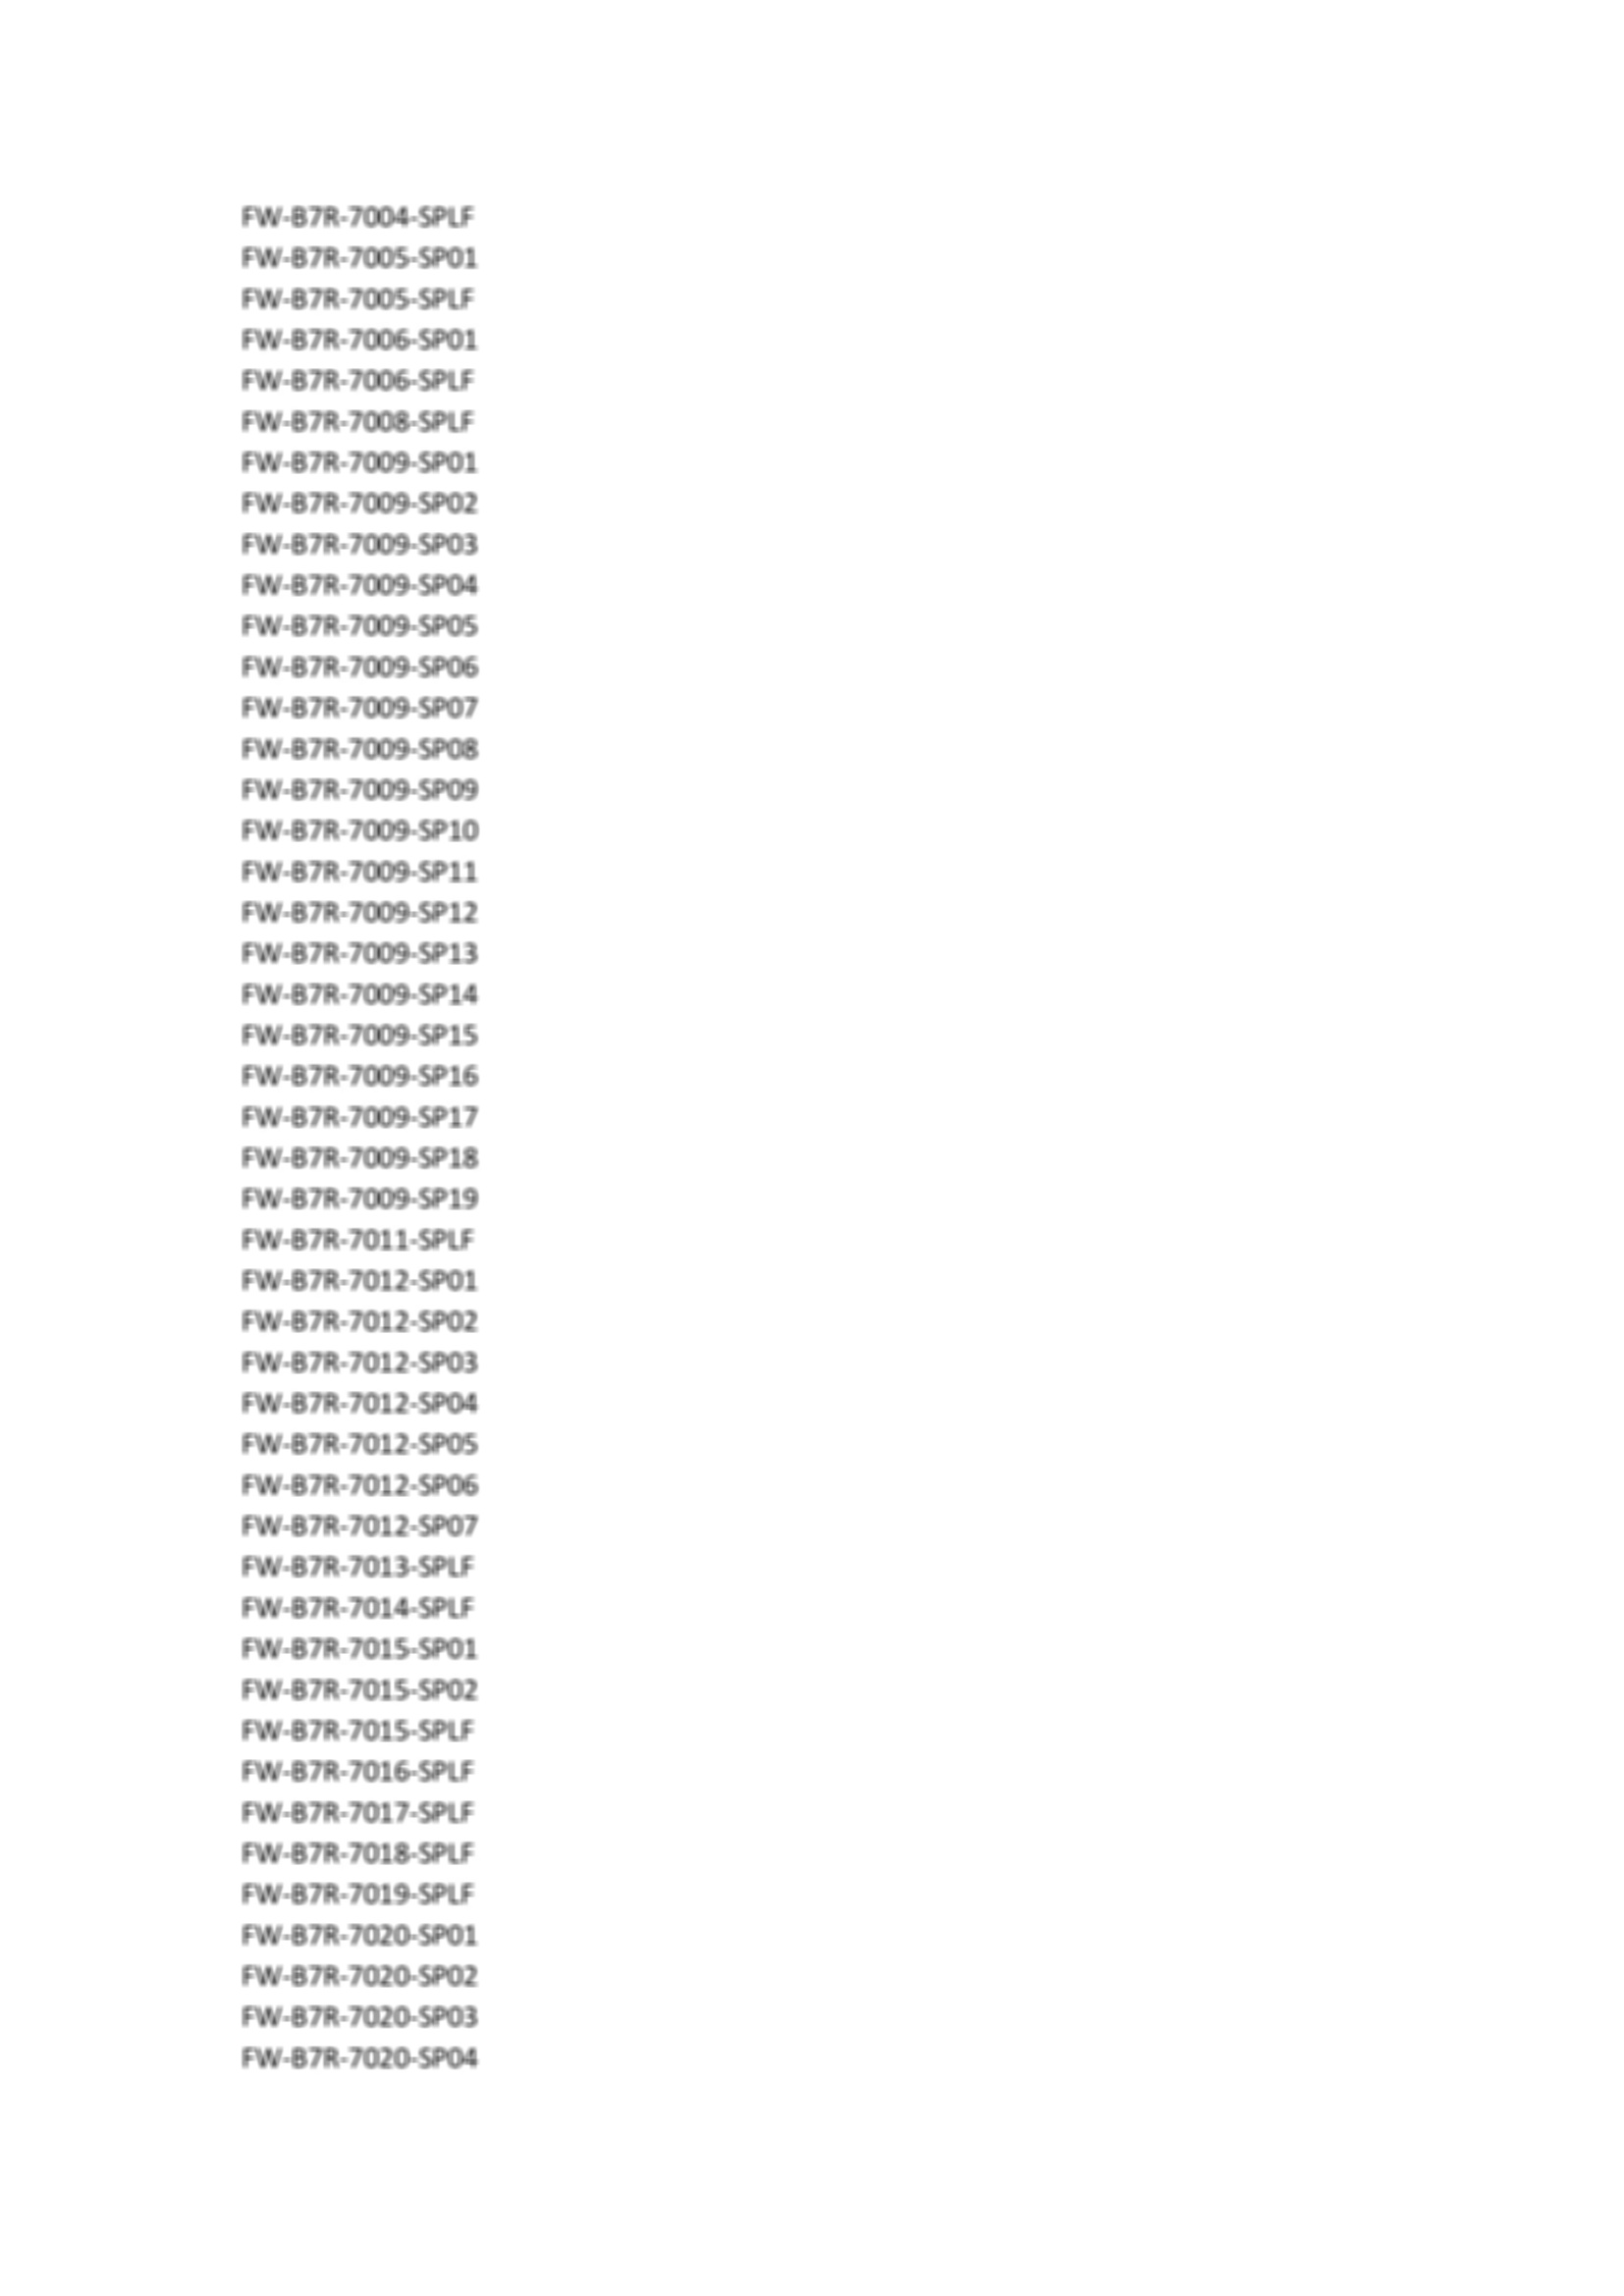 FW-B7R-7004-SPLF
FW-B7R-7005-SP01
FW-B7R-7005-SPLF
FW-B7R-7006-SP01
FW-B7R-7006-SPLF
FW-B7R-7008-SPLF
FW-B7R-7009-SP01
FW-B7R-7009-SP02
FW-B7R-7009-SP03
FW-B7R-7009-SP04
FW-B7R-7009-SP05
FW-B7R-7009-SP06
FW-B7R-7009-SP07
FW-B7R-7009-SP08
FW-B7R-7009-SP09
FW-B7R-7009-SP10
FW-B7R-7009-SP11
FW-B7R-7009-SP12
FW-B7R-7009-SP13
FW-B7R-7009-SP14
FW-B7R-7009-SP15
FW-B7R-7009-SP16
FW-B7R-7009-SP17
FW-B7R-7009-SP18
FW-B7R-7009-SP19
FW-B7R-7011-SPLF
FW-B7R-7012-SP01
FW-B7R-7012-SP02
FW-B7R-7012-SP03
FW-B7R-7012-SP04
FW-B7R-7012-SP05
FW-B7R-7012-SP06
FW-B7R-7012-SP07
FW-B7R-7013-SPLF
FW-B7R-7014-SPLF
FW-B7R-7015-SP01
FW-B7R-7015-SP02
FW-B7R-7015-SPLF
FW-B7R-7016-SPLF
FW-B7R-7017-SPLF
FW-B7R-7018-SPLF
FW-B7R-7019-SPLF
FW-B7R-7020-SP01
FW-B7R-7020-SP02
FW-B7R-7020-SP03
FW-B7R-7020-SP04